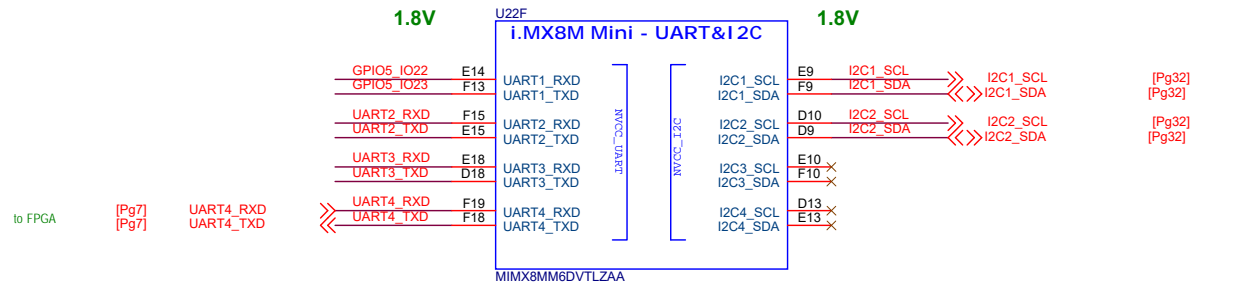 1.8V U22F 1.8V
i.MX8M Mini - UART&I2C
GPIO5_IO22 E14 UART1_RXD I2C1_SCL E9 I2C1_SCL I2C1_SCL [Pg32]
GPIO5_IO23 F13 UART1_TXD I2C1_SDA F9 I2C1_SDA I2C1_SDA [Pg32]
UART2_RXD F15 UART2_RXD I2C2_SCL D10 I2C2_SCL I2C2_SCL [Pg32]
UART2_TXD E15 UART2_TXD I2C2_SDA D9 I2C2_SDA I2C2_SDA [Pg32]
NVCC_UART NVCC_I2C
UART3_RXD E18 UART3_RXD I2C3_SCL E10
UART3_TXD D18 UART3_TXD I2C3_SDA F10
to FPGA [Pg7] UART4_RXD UART4_RXD F19 UART4_RXD I2C4_SCL D13
[Pg7] UART4_TXD UART4_TXD F18 UART4_TXD I2C4_SDA E13
MIMX8MM6DVTLZAA